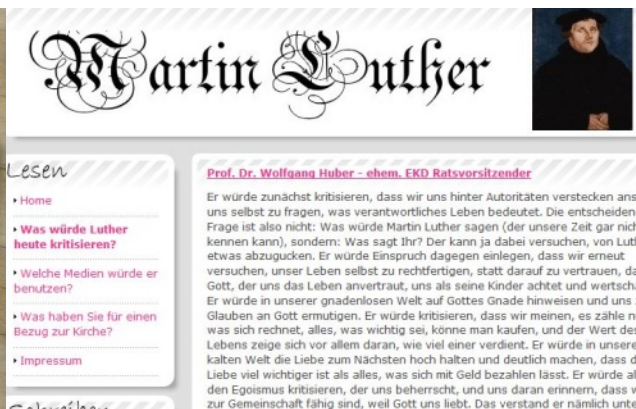 Martin Luther
Lesen
Home
Was würde Luther
heute kritisieren?
Welche Medien würde er
benutzen?
Was haben Sie für einen
Bezug zur Kirche?
Impressum
Schreiben
Prof. Dr. Wolfgang Huber - ehem. EKD Ratsvorsitzender
Er würde zunächst kritisieren, dass wir uns hinter Autoritäten verstecken
uns selbst zu fragen, was verantwortliches Leben bedeutet. Die
Frage ist also nicht: Was würde Martin Luther sagen (der unsere Zeit gar
kennen kann), sondern: Was sagt Ihr? Der kann ja dabei versuchen, von
etwas abzugucken. Er würde Einspruch dagegen einlegen, dass wir erneut
versuchen, unser Leben selbst zu rechtfertigen, statt darauf zu vertrauen,
Gott, der uns das Leben anvertraut, uns als seine Kinder achtet und
Er würde in unserer gnadenlosen Welt auf Gottes Gnade hinweisen und uns
Glauben an Gott ermutigen. Er würde kritisieren, dass wir meinen, es zähle
was sich rechnet, alles, was wichtig sei, könne man kaufen, und der Wert
Lebens zeige sich vor allem daran, wie viel einer verdient. Er würde in
kalten Welt die Liebe zum Nächsten hoch halten und deutlich machen, dass
Liebe viel wichtiger ist als alles, was sich mit Geld bezahlen lässt. Er würde
den Egoismus kritisieren, der uns beherrscht, und uns daran erinnern, dass
zur Gemeinschaft fähig sind, weil Gott uns liebt. Das verstand er nämlich